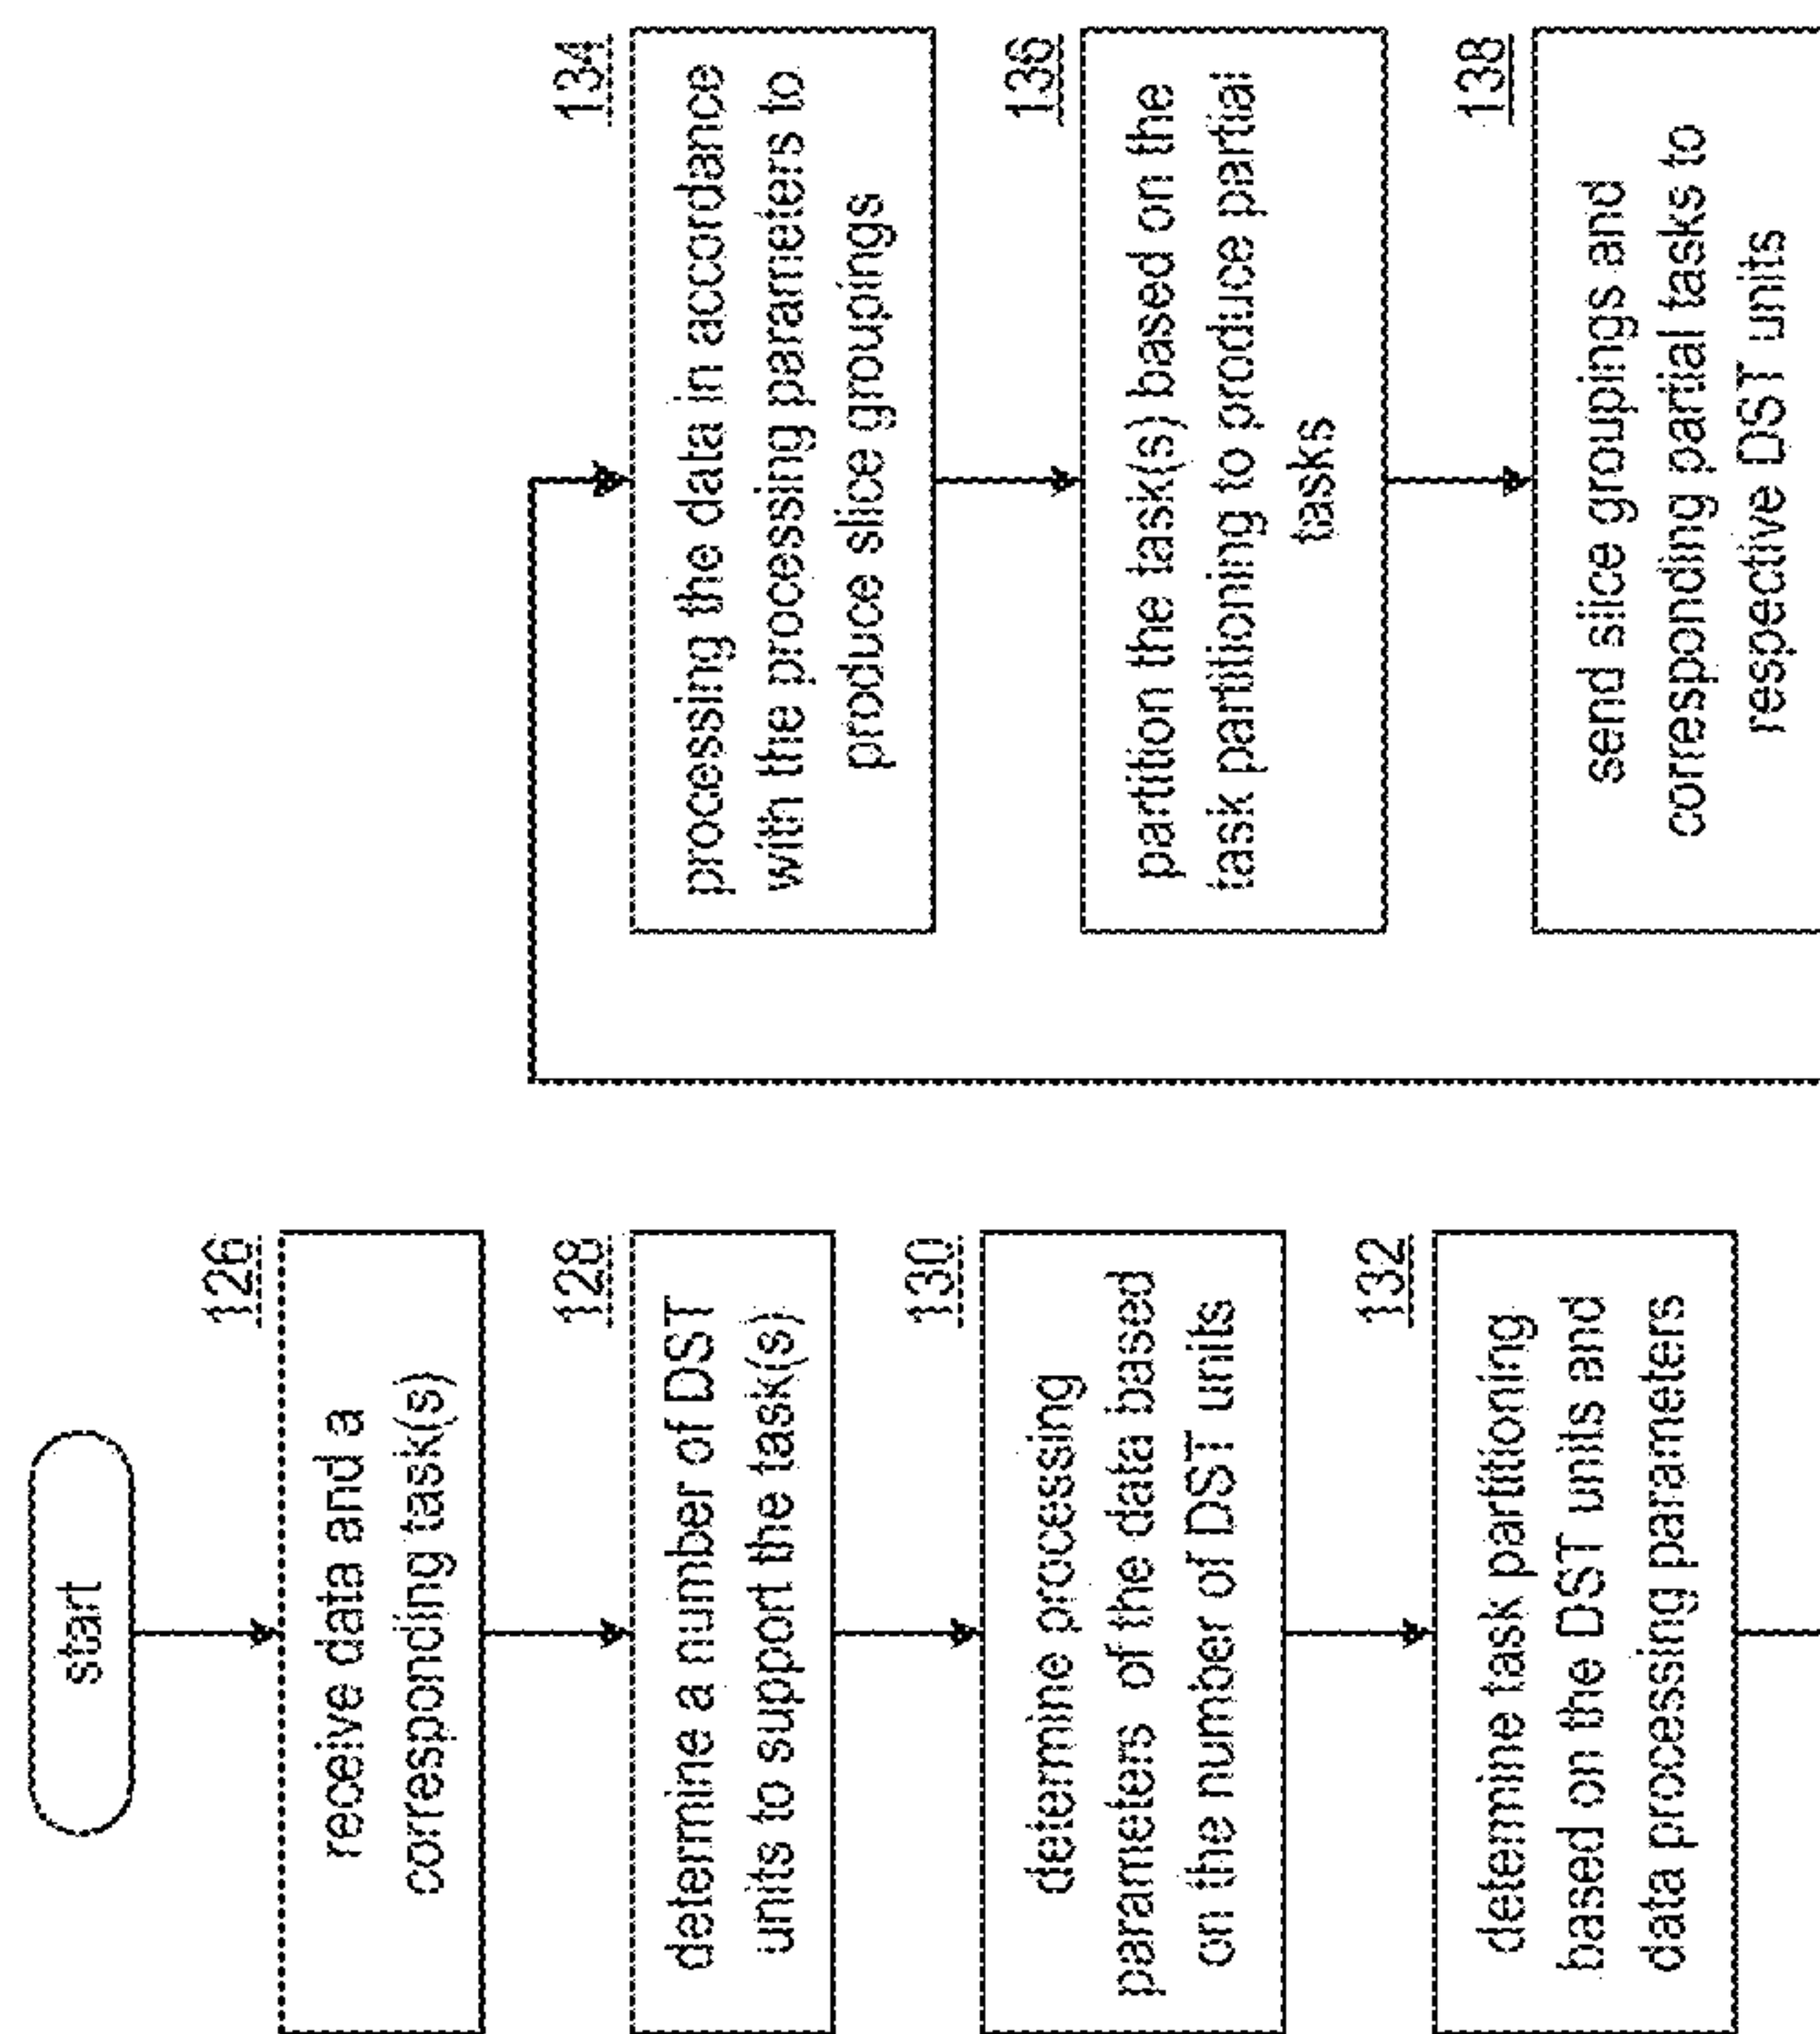 start
126
receive data and a
corresponding task(s)
128
determine a number of DST
units to support the task(s)
130
determine processing
parameters of the data based
on the number of DST units
132
determine task partitioning
based on the DST units and
data processing parameters
134
processing the data in accordance
with the processing parameters to
produce slice groupings
136
partition the task(s) based on the
task partitioning to produce partial
tasks
138
send slice groupings and
corresponding partial tasks to
respective DST units